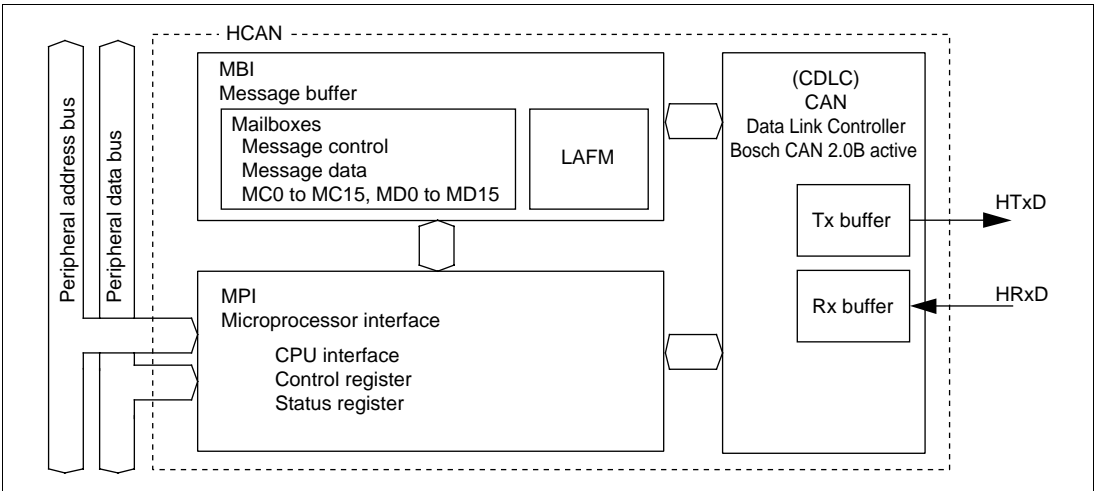 HCAN
Peripheral address bus
Peripheral data bus
MBI
Message buffer
Mailboxes
Message control
Message data
MC0 to MC15, MD0 to MD15
LAFM
(CDLC)
CAN
Data Link Controller
Bosch CAN 2.0B active
Tx buffer
HTxD
Rx buffer
HRxD
MPI
Microprocessor interface
CPU interface
Control register
Status register